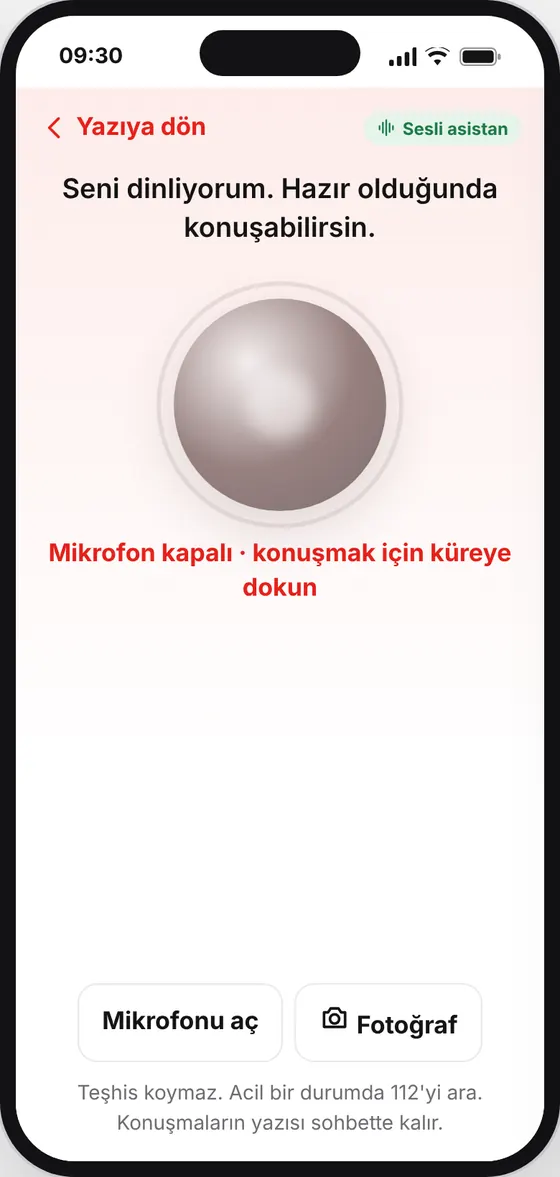 09:30
Yazıya dön
Sesli asistan
Seni dinliyorum. Hazır olduğunda
konuşabilirsin.
Mikrofon kapalı · konuşmak için küreye
dokun
Mikrofonu aç
Fotoğraf
Teşhis koymaz. Acil bir durumda 112'yi ara.
Konuşmaların yazısı sohbette kalır.